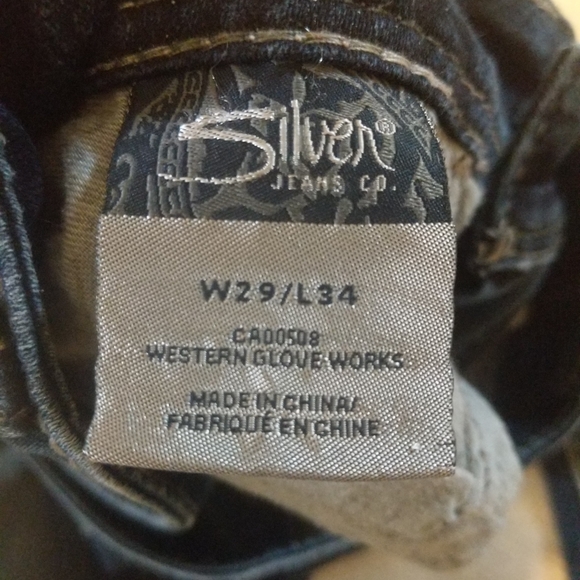 Silver®
JEANS CO.
W29/L34
CA00508
WESTERN GLOVE WORKS
MADE IN CHINA/
FABRIQUÉ EN CHINE